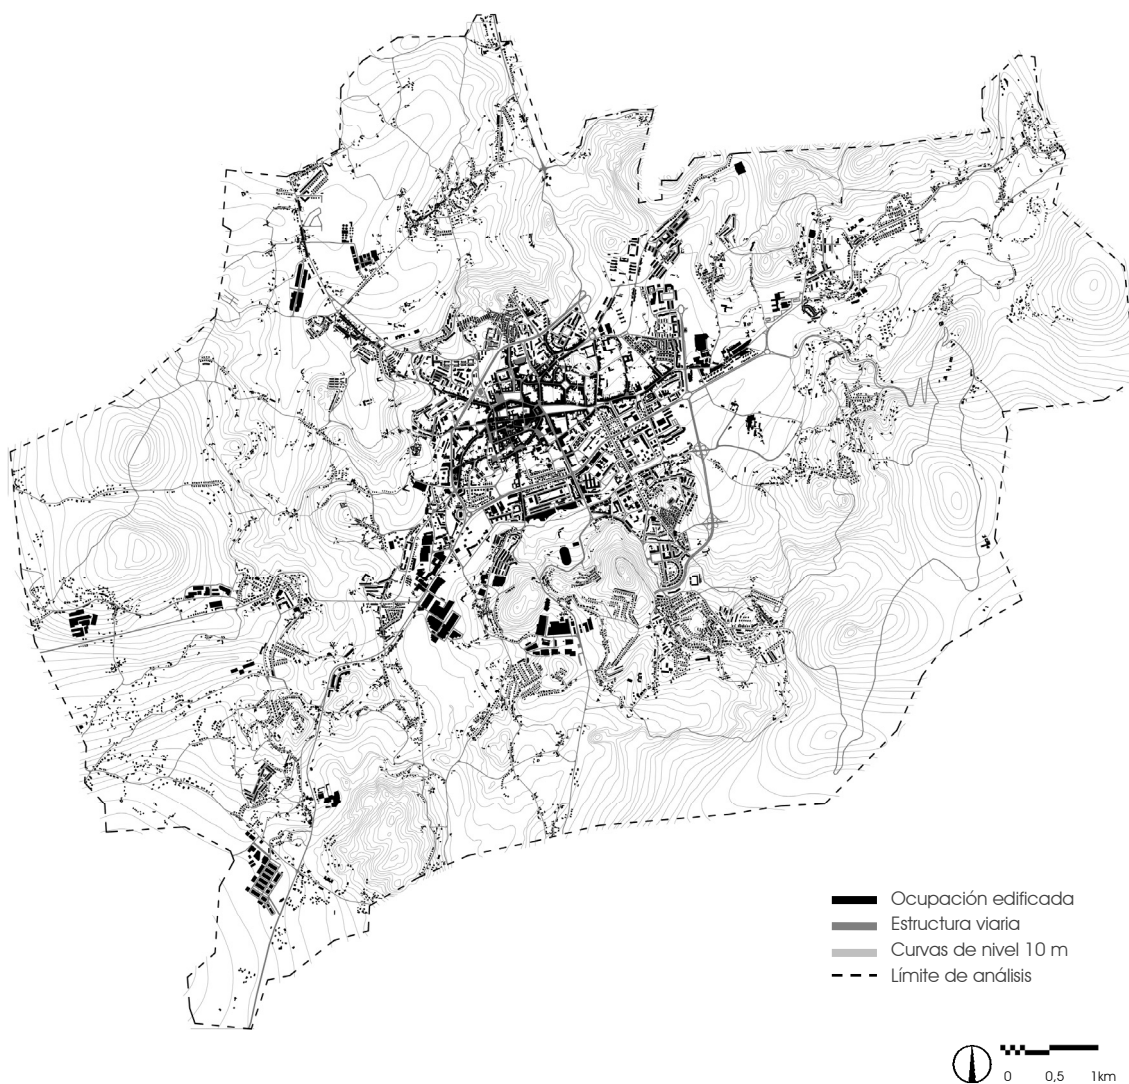 Ocupación edificada
Estructura viaria
Curvas de nivel 10 m
Límite de análisis
0 0,5 1km